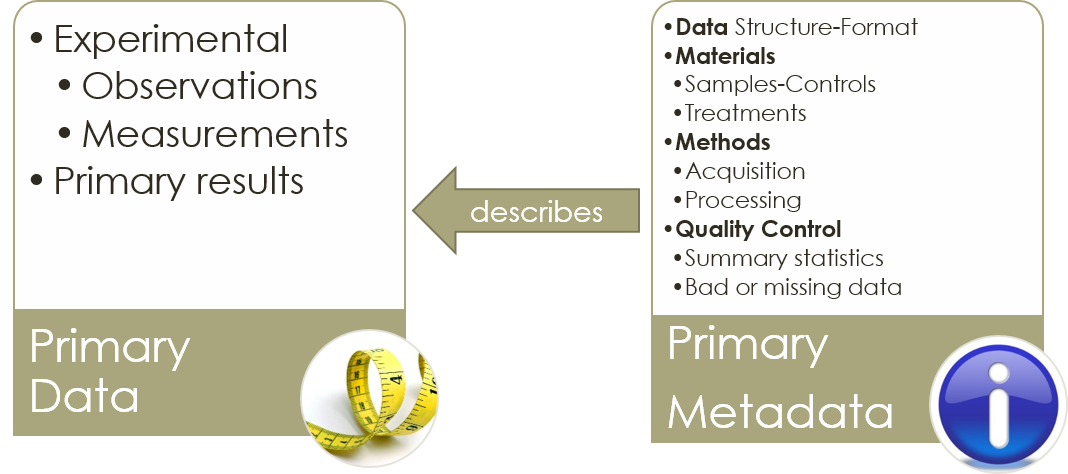 • Experimental
• Observations
• Measurements
• Primary results
Primary
Data
describes
•Data Structure-Format
•Materials
•Samples-Controls
•Treatments
•Methods
•Acquisition
•Processing
•Quality Control
•Summary statistics
•Bad or missing data
Primary
Metadata
4
i